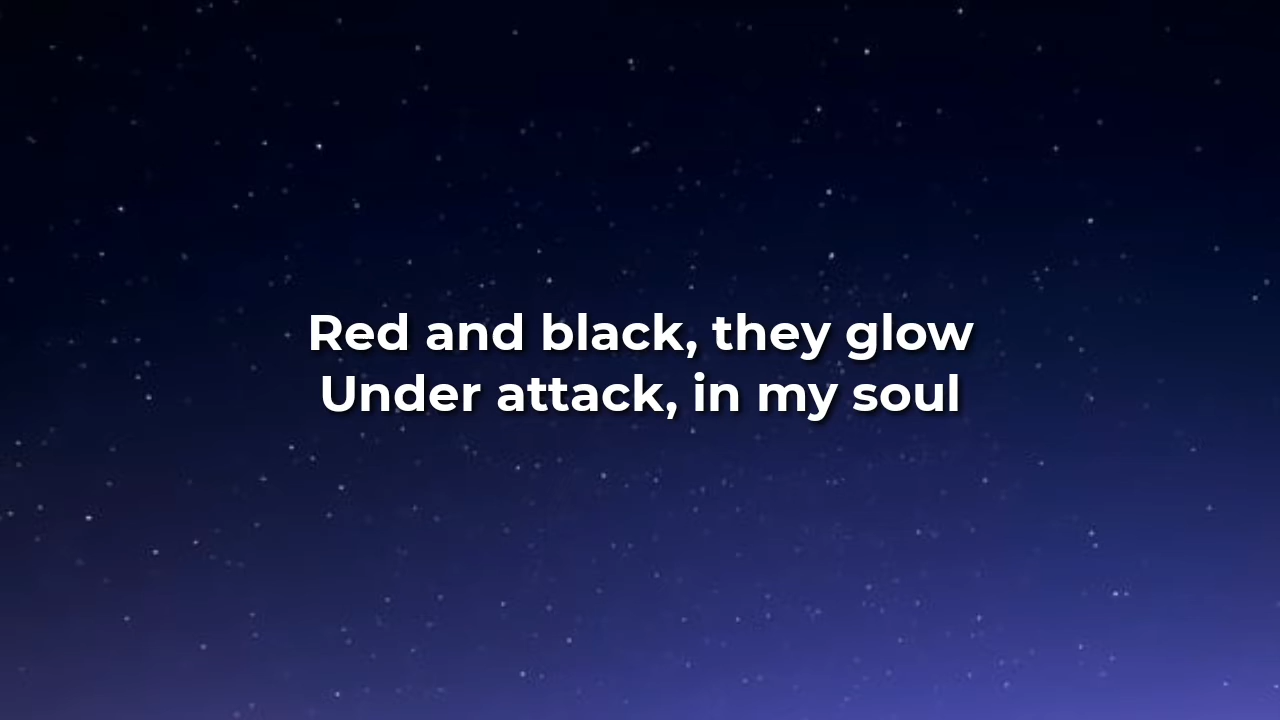 Red and black, they glow
Under attack, in my soul